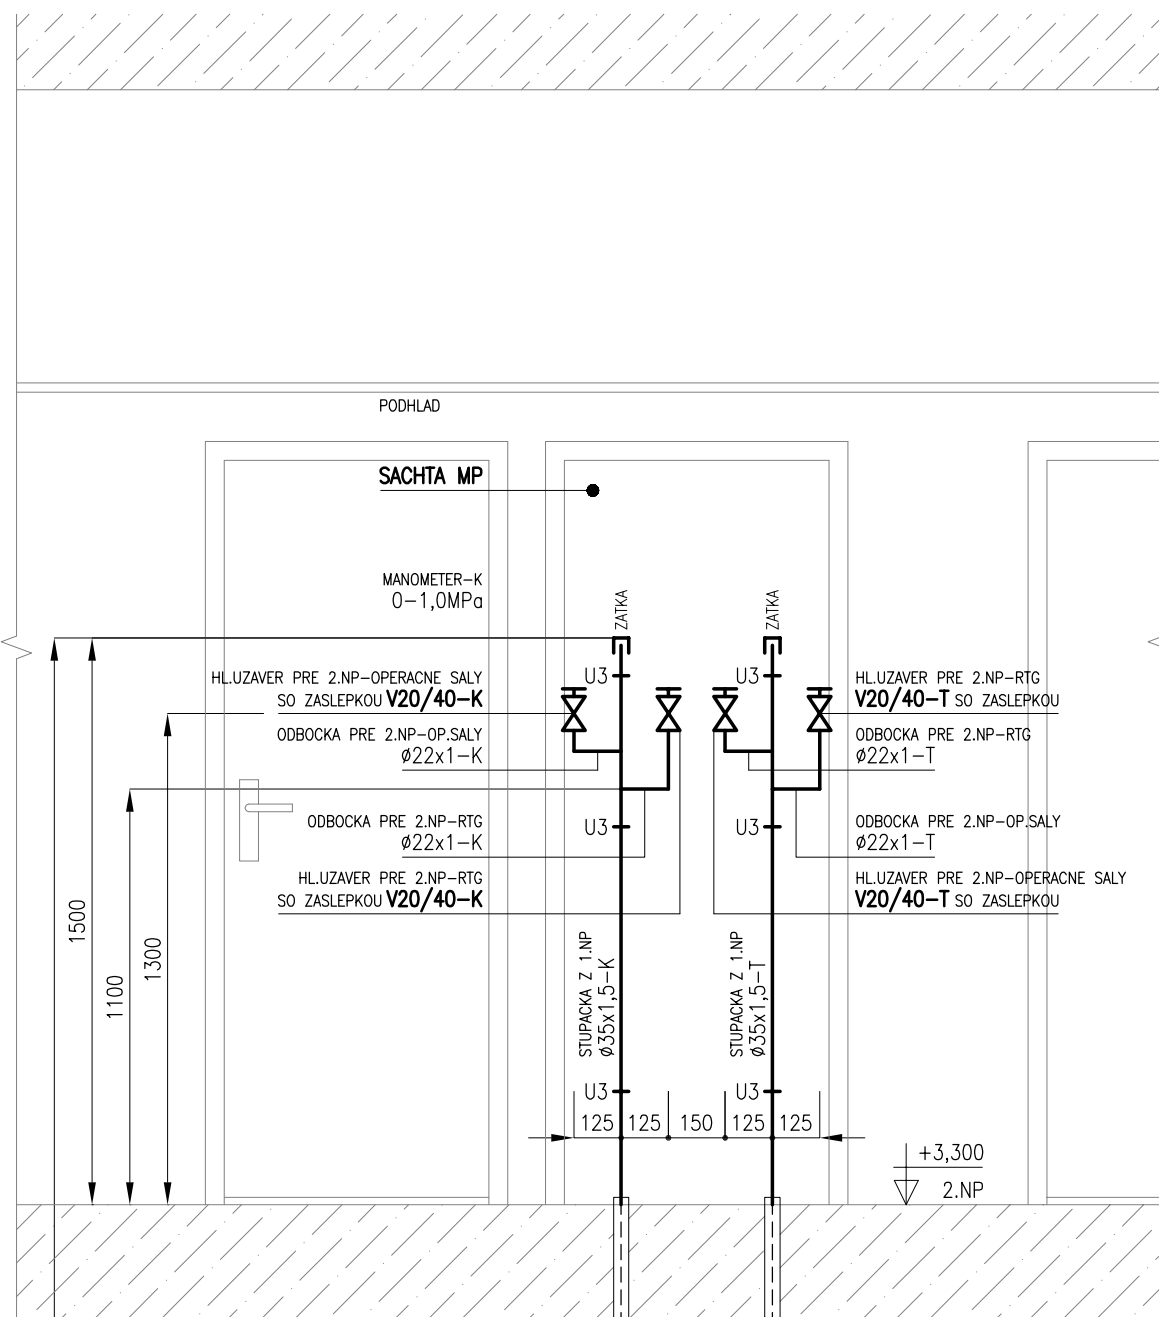 PODHLAD
SACHTA MP
MANOMETER-K
0-1,0MPa
ZATKA
ZATKA
HL.UZAVER PRE 2.NP-OPERACNE SALY
SO ZASLEPKOU V20/40-K
U3
U3
HL.UZAVER PRE 2.NP-RTG
V20/40-T SO ZASLEPKOU
ODBOCKA PRE 2.NP-OP.SALY
Ø22x1-K
ODBOCKA PRE 2.NP-RTG
Ø22x1-T
ODBOCKA PRE 2.NP-RTG
Ø22x1-K
U3
U3
ODBOCKA PRE 2.NP-OP.SALY
Ø22x1-T
HL.UZAVER PRE 2.NP-RTG
SO ZASLEPKOU V20/40-K
HL.UZAVER PRE 2.NP-OPERACNE SALY
V20/40-T SO ZASLEPKOU
1500
1100
1300
STUPACKA Z 1.NP
Ø35x1,5-K
STUPACKA Z 1.NP
Ø35x1,5-T
U3
U3
125 125 150 125 125
+3,300
2.NP